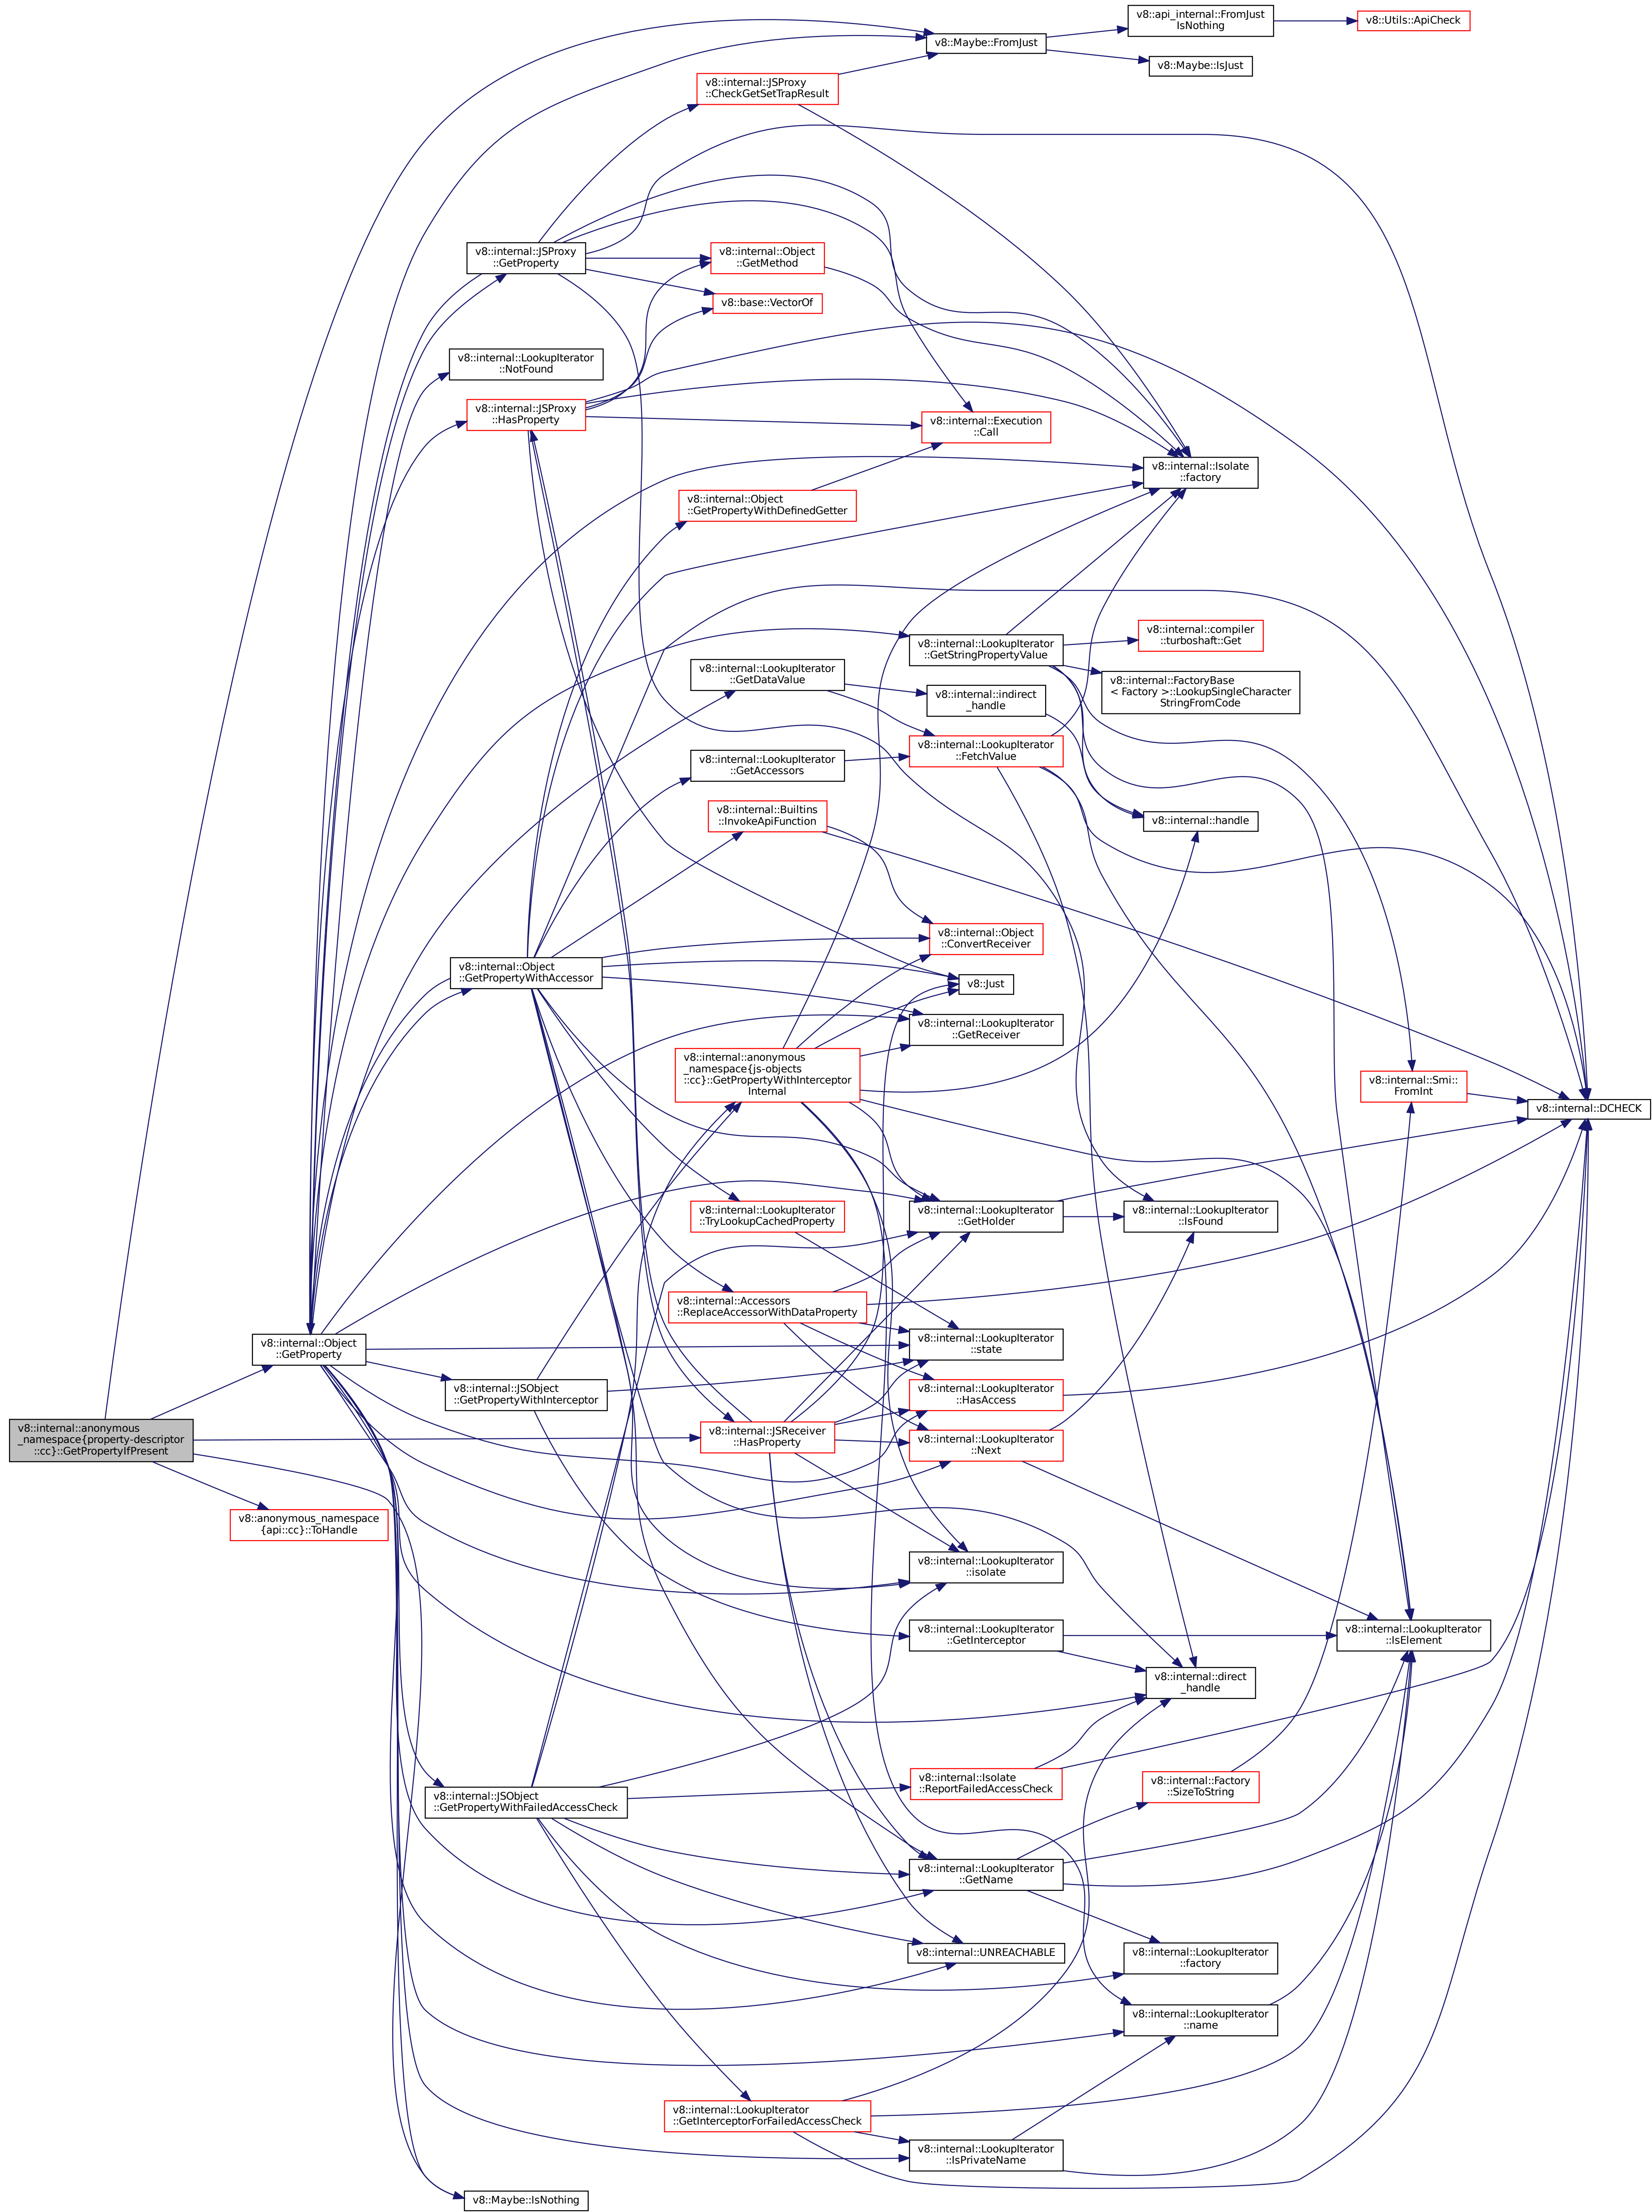 v8::api_internal::FromJust
IsNothing
v8::Utils::ApiCheck
v8::Maybe::FromJust
v8::Maybe::IsJust
v8::internal::JSProxy
::CheckGetSetTrapResult
v8::internal::JSProxy
::GetProperty
v8::internal::Object
::GetMethod
v8::base::VectorOf
v8::internal::LookupIterator
::NotFound
v8::internal::JSProxy
::HasProperty
v8::internal::Execution
::Call
v8::internal::Isolate
::factory
v8::internal::Object
::GetPropertyWithDefinedGetter
v8::internal::LookupIterator
::GetStringPropertyValue
v8::internal::compiler
::turboshaft::Get
v8::internal::LookupIterator
::GetDataValue
v8::internal::FactoryBase
< Factory >::LookupSingleCharacter
StringFromCode
v8::internal::indirect
_handle
v8::internal::LookupIterator
::FetchValue
v8::internal::LookupIterator
::GetAccessors
v8::internal::Builtins
::InvokeApiFunction
v8::internal::handle
v8::internal::Object
::ConvertReceiver
v8::internal::Object
::GetPropertyWithAccessor
v8::Just
v8::internal::LookupIterator
::GetReceiver
v8::internal::anonymous
_namespace{js-objects
::cc}::GetPropertyWithInterceptor
Internal
v8::internal::Smi::
FromInt
v8::internal::DCHECK
v8::internal::LookupIterator
::TryLookupCachedProperty
v8::internal::LookupIterator
::GetHolder
v8::internal::LookupIterator
::IsFound
v8::internal::Accessors
::ReplaceAccessorWithDataProperty
v8::internal::Object
::GetProperty
v8::internal::LookupIterator
::state
v8::internal::JSObject
::GetPropertyWithInterceptor
v8::internal::LookupIterator
::HasAccess
v8::internal::anonymous
_namespace{property-descriptor
::cc}::GetPropertyIfPresent
v8::internal::JSReceiver
::HasProperty
v8::internal::LookupIterator
::Next
v8::anonymous_namespace
{api::cc}::ToHandle
v8::internal::LookupIterator
::isolate
v8::internal::LookupIterator
::GetInterceptor
v8::internal::LookupIterator
::IsElement
v8::internal::direct
_handle
v8::internal::JSObject
::GetPropertyWithFailedAccessCheck
v8::internal::Isolate
::ReportFailedAccessCheck
v8::internal::Factory
::SizeToString
v8::internal::LookupIterator
::GetName
v8::internal::UNREACHABLE
v8::internal::LookupIterator
::factory
v8::internal::LookupIterator
::name
v8::internal::LookupIterator
::GetInterceptorForFailedAccessCheck
v8::internal::LookupIterator
::IsPrivateName
v8::Maybe::IsNothing